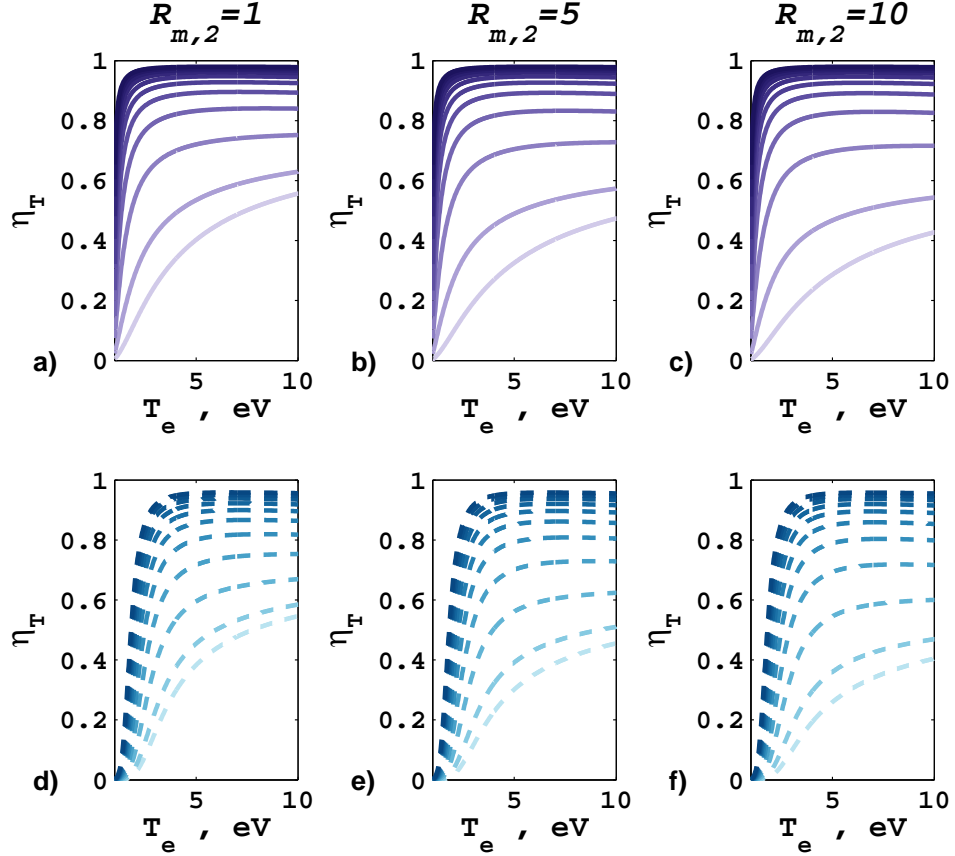 R_{m,2}=1 R_{m,2}=5 R_{m,2}=10
1 1 1
0.8 0.8 0.8
0.6 0.6 0.6
η_T η_T η_T
0.4 0.4 0.4
0.2 0.2 0.2
a) 0 b) 0 c) 0
5 10 5 10 5 10
T_e , eV T_e , eV T_e , eV
1 1 1
0.8 0.8 0.8
0.6 0.6 0.6
η_T η_T η_T
0.4 0.4 0.4
0.2 0.2 0.2
d) 0 e) 0 f) 0
5 10 5 10 5 10
T_e , eV T_e , eV T_e , eV